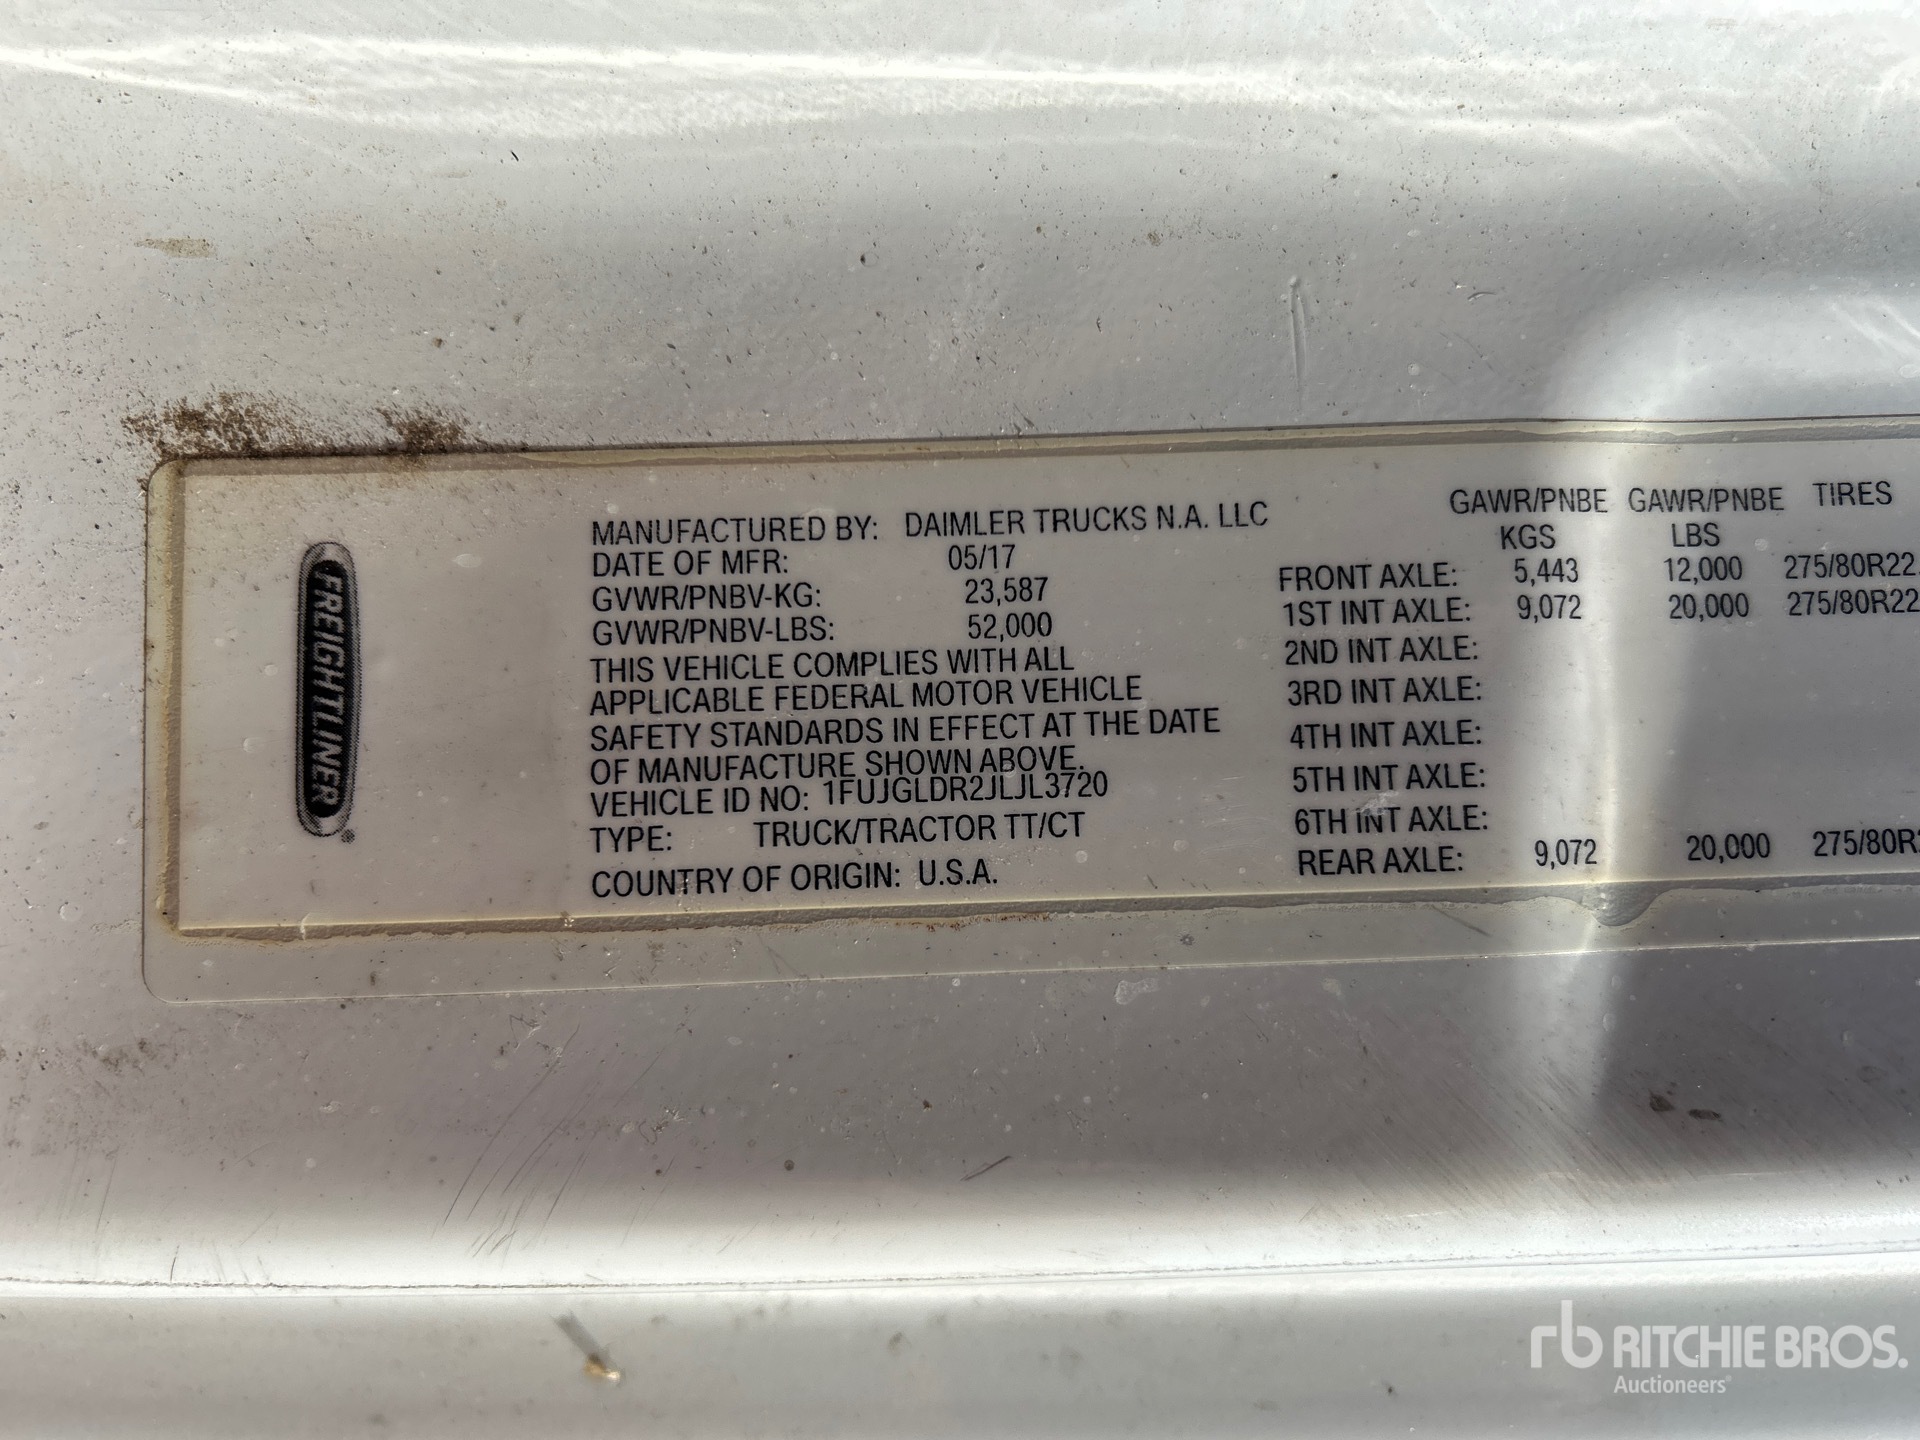 FREIGHTLINER®
MANUFACTURED BY: DAIMLER TRUCKS N.A. LLC
DATE OF MFR: 05/17
GVWR/PNBV-KG: 23,587
GVWR/PNBV-LBS: 52,000
THIS VEHICLE COMPLIES WITH ALL
APPLICABLE FEDERAL MOTOR VEHICLE
SAFETY STANDARDS IN EFFECT AT THE DATE
OF MANUFACTURE SHOWN ABOVE.
VEHICLE ID NO: 1FUJGLDR2JLJL3720
TYPE: TRUCK/TRACTOR TT/CT
COUNTRY OF ORIGIN: U.S.A.
GAWR/PNBE GAWR/PNBE TIRES
KGS LBS
FRONT AXLE: 5,443 12,000 275/80R22.
1ST INT AXLE: 9,072 20,000 275/80R22
2ND INT AXLE:
3RD INT AXLE:
4TH INT AXLE:
5TH INT AXLE:
6TH INT AXLE:
REAR AXLE: 9,072 20,000 275/80R2
rb RITCHIE BROS.
Auctioneers